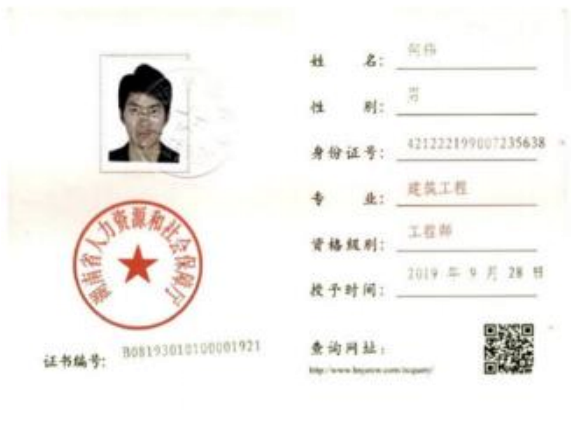 姓 名: 何伟
性 别: 男
身份证号: 421222199007235638
专 业: 建筑工程
资格级别: 工程师
授予时间: 2019 年 9 月 28 日
湖南省人力资源和社会保障厅
证书编号: B08193010100001921
查询网址: